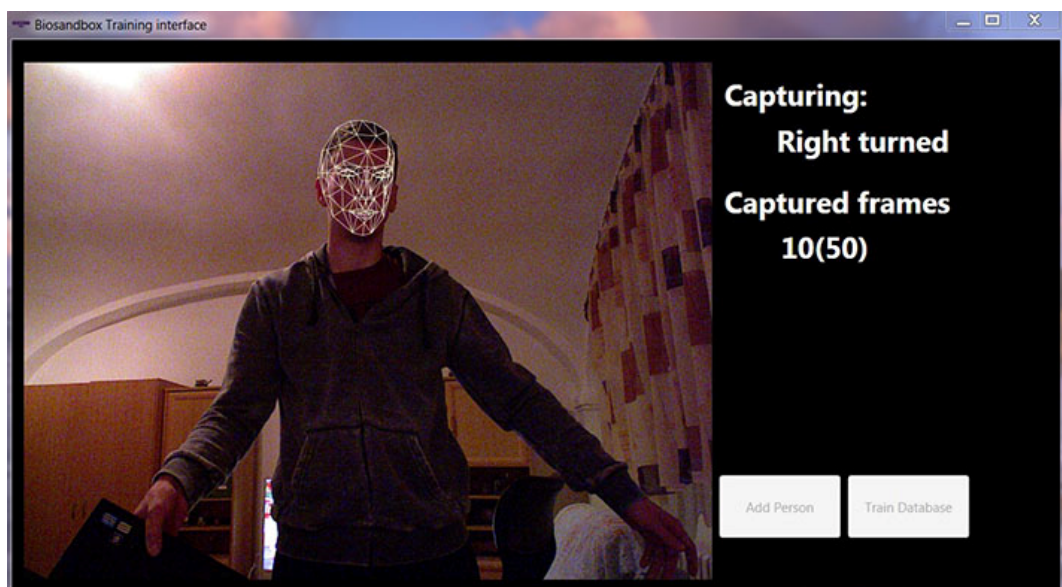 Biosandbox Training interface
Capturing:
Right turned
Captured frames
10(50)
Add Person
Train Database